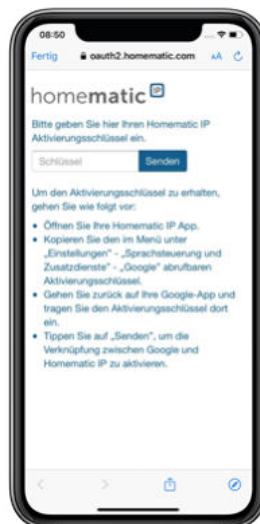 08:50
Fertig oauth2.homematic.com AA
homematic IP
Bitte geben Sie hier Ihren Homematic IP
Aktivierungsschlüssel ein.
Schlüssel Senden
Um den Aktivierungsschlüssel zu erhalten,
gehen Sie wie folgt vor:
• Öffnen Sie Ihre Homematic IP App.
• Kopieren Sie den im Menü unter
„Einstellungen" - „Sprachsteuerung und
Zusatzdienste" - „Google" abrufbaren
Aktivierungsschlüssel.
• Gehen Sie zurück auf Ihre Google-App und
tragen Sie den Aktivierungsschlüssel dort
ein.
• Tippen Sie auf „Senden", um die
Verknüpfung zwischen Google und
Homematic IP zu aktivieren.